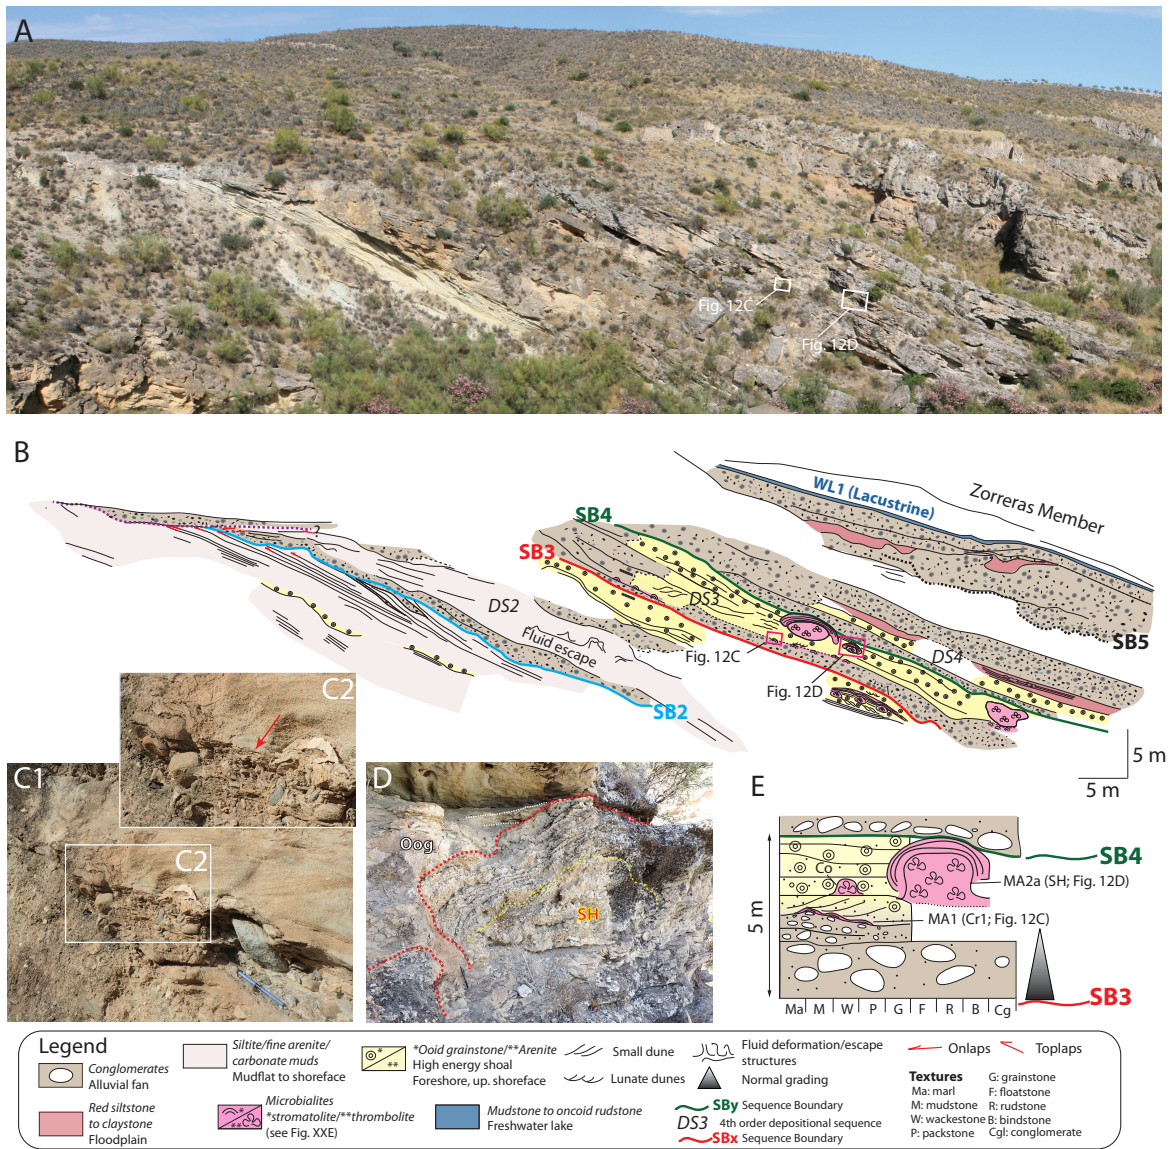 A
Fig. 12C
Fig. 12D
B
WL1 (Lacustrine)
Zorreras Member
SB4
SB3
?
DS2
DS3
Fluid escape
SB5
Fig. 12C
DS4
Fig. 12D
SB2
5 m
5 m
C2
C1
C2
D
Oog
SH
E
SB4
Co
MA2a (SH; Fig. 12D)
MA1 (Cr1; Fig. 12C)
5 m
SB3
Ma M W P G F R B Cg
Legend
Conglomerates
Alluvial fan
Red siltstone
to claystone
Floodplain
Siltite/fine arenite/
carbonate muds
Mudflat to shoreface
Microbialites
*stromatolite/**thrombolite
(see Fig. XXE)
*
**
*Ooid grainstone/**Arenite
High energy shoal
Foreshore, up. shoreface
*
**
Mudstone to oncoid rudstone
Freshwater lake
Small dune
Lunate dunes
Fluid deformation/escape
structures
Normal grading
SBy Sequence Boundary
DS3 4th order depositional sequence
SBx Sequence Boundary
Onlaps
Toplaps
Textures
Ma: marl
M: mudstone
W: wackestone
P: packstone
G: grainstone
F: floatstone
R: rudstone
B: bindstone
Cgl: conglomerate